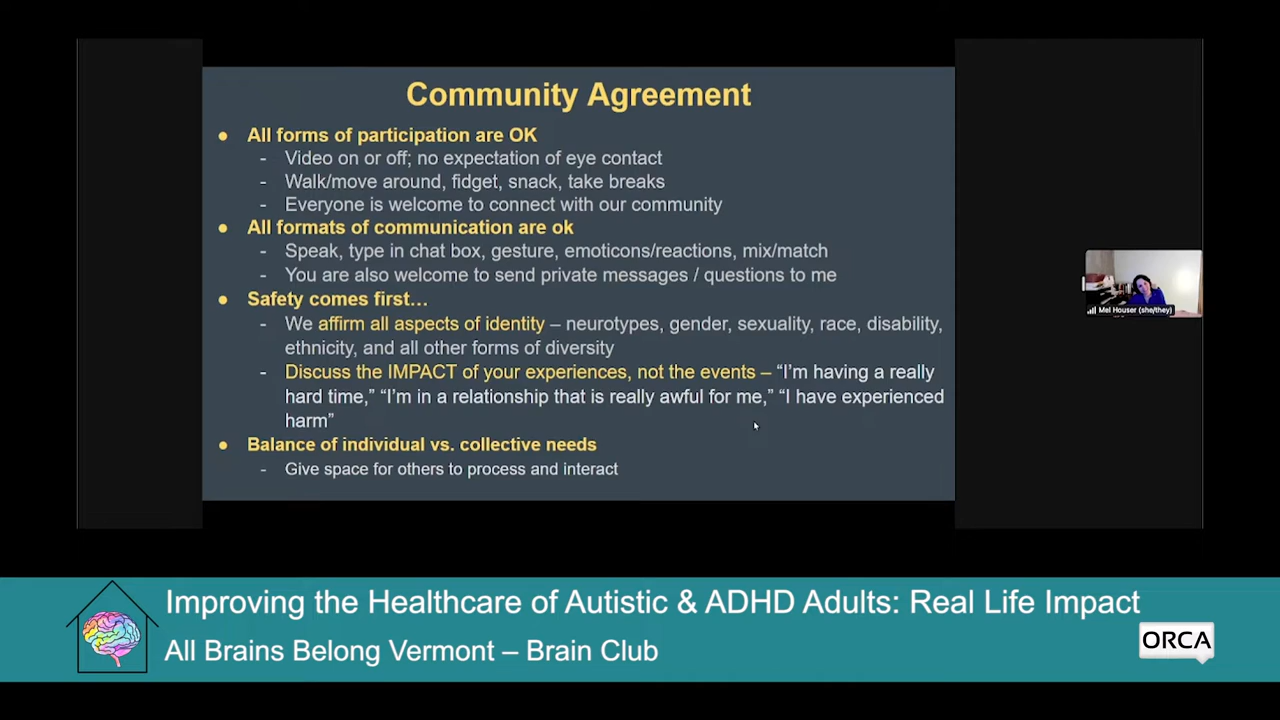 Community Agreement
● All forms of participation are OK
- Video on or off; no expectation of eye contact
- Walk/move around, fidget, snack, take breaks
- Everyone is welcome to connect with our community
● All formats of communication are ok
- Speak, type in chat box, gesture, emoticons/reactions, mix/match
- You are also welcome to send private messages / questions to me
● Safety comes first…
- We affirm all aspects of identity – neurotypes, gender, sexuality, race, disability,
ethnicity, and all other forms of diversity
- Discuss the IMPACT of your experiences, not the events – “I’m having a really
hard time,” “I’m in a relationship that is really awful for me,” “I have experienced
harm”
● Balance of individual vs. collective needs
- Give space for others to process and interact
Mel Houser (she/they)
Improving the Healthcare of Autistic & ADHD Adults: Real Life Impact
All Brains Belong Vermont – Brain Club
ORCA